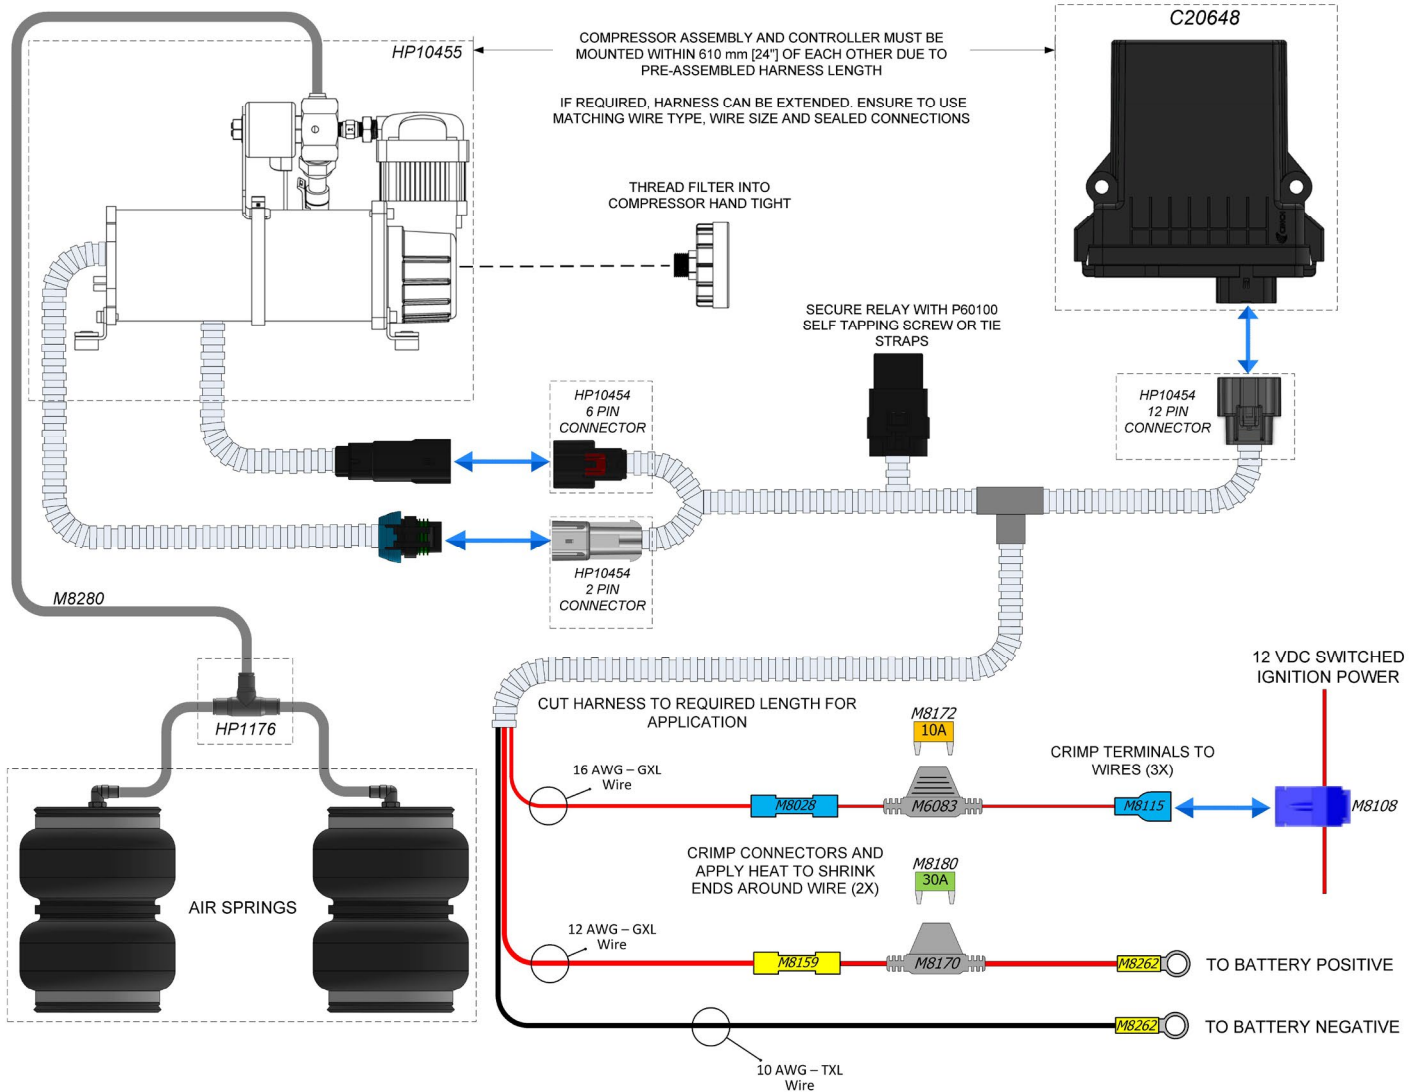 C20648
HP10455
COMPRESSOR ASSEMBLY AND CONTROLLER MUST BE
MOUNTED WITHIN 610 mm [24"] OF EACH OTHER DUE TO
PRE-ASSEMBLED HARNESS LENGTH
IF REQUIRED, HARNESS CAN BE EXTENDED. ENSURE TO USE
MATCHING WIRE TYPE, WIRE SIZE AND SEALED CONNECTIONS
THREAD FILTER INTO
COMPRESSOR HAND TIGHT
SECURE RELAY WITH P60100
SELF TAPPING SCREW OR TIE
STRAPS
HP10454
6 PIN
CONNECTOR
HP10454
12 PIN
CONNECTOR
HP10454
2 PIN
CONNECTOR
M8280
HP1176
AIR SPRINGS
12 VDC SWITCHED
IGNITION POWER
CUT HARNESS TO REQUIRED LENGTH FOR
APPLICATION
M8172
10A
CRIMP TERMINALS TO
WIRES (3X)
16 AWG – GXL
Wire
M8028
M6083
M8115
M8108
CRIMP CONNECTORS AND
APPLY HEAT TO SHRINK
ENDS AROUND WIRE (2X)
M8180
30A
12 AWG – GXL
Wire
M8159
M8170
M8262
TO BATTERY POSITIVE
M8262
TO BATTERY NEGATIVE
10 AWG – TXL
Wire